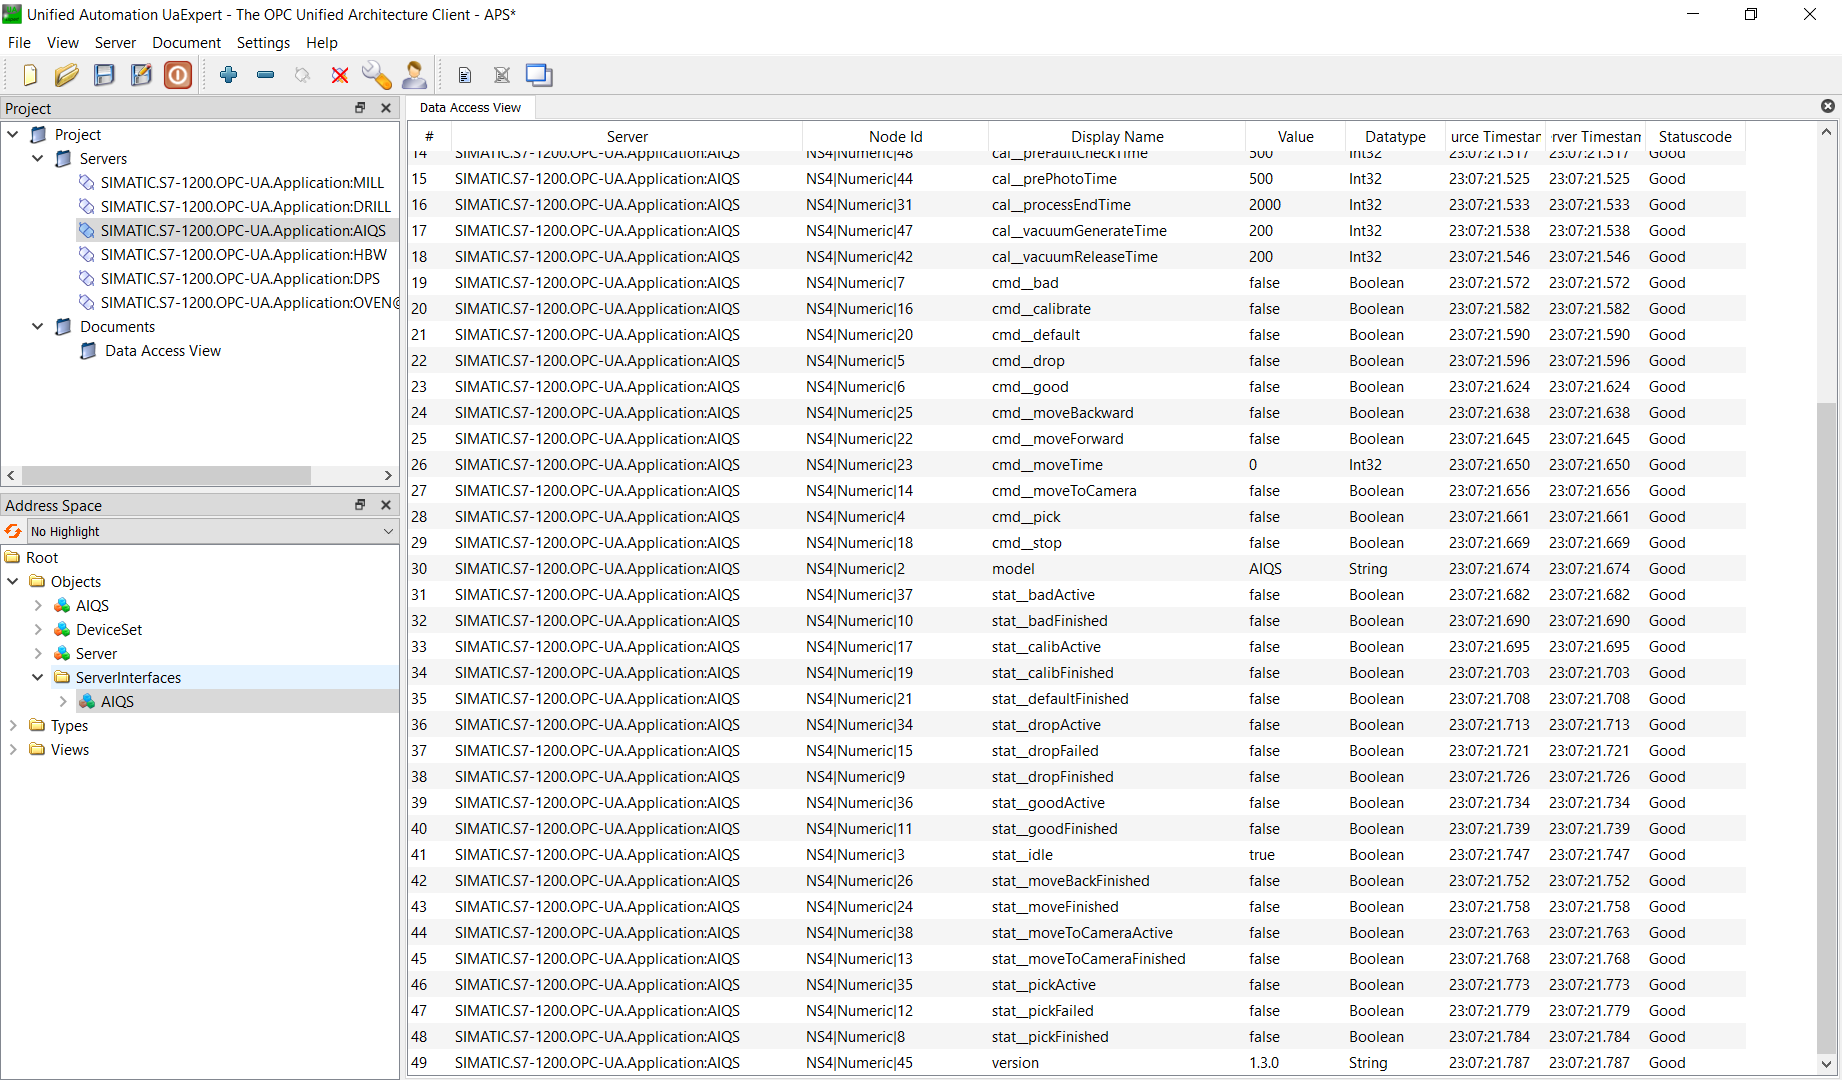 Unified Automation UaExpert - The OPC Unified Architecture Client - APS*
File View Server Document Settings Help
Project
Project
Servers
SIMATIC.S7-1200.OPC-UA.Application:MILL
SIMATIC.S7-1200.OPC-UA.Application:DRILL
SIMATIC.S7-1200.OPC-UA.Application:AIQS
SIMATIC.S7-1200.OPC-UA.Application:HBW
SIMATIC.S7-1200.OPC-UA.Application:DPS
SIMATIC.S7-1200.OPC-UA.Application:OVEN@
Documents
Data Access View
Address Space
No Highlight
Root
Objects
AIQS
DeviceSet
Server
ServerInterfaces
AIQS
Types
Views
Data Access View
# Server Node Id Display Name Value Datatype urce Timestan rver Timestam Statuscode
14 SIMATIC.S7-1200.OPC-UA.Application:AIQS NS4|Numeric|48 cal__preFaultCheckTime 500 Int32 23:07:21.517 23:07:21.517 Good
15 SIMATIC.S7-1200.OPC-UA.Application:AIQS NS4|Numeric|44 cal__prePhotoTime 500 Int32 23:07:21.525 23:07:21.525 Good
16 SIMATIC.S7-1200.OPC-UA.Application:AIQS NS4|Numeric|31 cal__processEndTime 2000 Int32 23:07:21.533 23:07:21.533 Good
17 SIMATIC.S7-1200.OPC-UA.Application:AIQS NS4|Numeric|47 cal__vacuumGenerateTime 200 Int32 23:07:21.538 23:07:21.538 Good
18 SIMATIC.S7-1200.OPC-UA.Application:AIQS NS4|Numeric|42 cal__vacuumReleaseTime 200 Int32 23:07:21.546 23:07:21.546 Good
19 SIMATIC.S7-1200.OPC-UA.Application:AIQS NS4|Numeric|7 cmd__bad false Boolean 23:07:21.572 23:07:21.572 Good
20 SIMATIC.S7-1200.OPC-UA.Application:AIQS NS4|Numeric|16 cmd__calibrate false Boolean 23:07:21.582 23:07:21.582 Good
21 SIMATIC.S7-1200.OPC-UA.Application:AIQS NS4|Numeric|20 cmd__default false Boolean 23:07:21.590 23:07:21.590 Good
22 SIMATIC.S7-1200.OPC-UA.Application:AIQS NS4|Numeric|5 cmd__drop false Boolean 23:07:21.596 23:07:21.596 Good
23 SIMATIC.S7-1200.OPC-UA.Application:AIQS NS4|Numeric|6 cmd__good false Boolean 23:07:21.624 23:07:21.624 Good
24 SIMATIC.S7-1200.OPC-UA.Application:AIQS NS4|Numeric|25 cmd__moveBackward false Boolean 23:07:21.638 23:07:21.638 Good
25 SIMATIC.S7-1200.OPC-UA.Application:AIQS NS4|Numeric|22 cmd__moveForward false Boolean 23:07:21.645 23:07:21.645 Good
26 SIMATIC.S7-1200.OPC-UA.Application:AIQS NS4|Numeric|23 cmd__moveTime 0 Int32 23:07:21.650 23:07:21.650 Good
27 SIMATIC.S7-1200.OPC-UA.Application:AIQS NS4|Numeric|14 cmd__moveToCamera false Boolean 23:07:21.656 23:07:21.656 Good
28 SIMATIC.S7-1200.OPC-UA.Application:AIQS NS4|Numeric|4 cmd__pick false Boolean 23:07:21.661 23:07:21.661 Good
29 SIMATIC.S7-1200.OPC-UA.Application:AIQS NS4|Numeric|18 cmd__stop false Boolean 23:07:21.669 23:07:21.669 Good
30 SIMATIC.S7-1200.OPC-UA.Application:AIQS NS4|Numeric|2 model AIQS String 23:07:21.674 23:07:21.674 Good
31 SIMATIC.S7-1200.OPC-UA.Application:AIQS NS4|Numeric|37 stat__badActive false Boolean 23:07:21.682 23:07:21.682 Good
32 SIMATIC.S7-1200.OPC-UA.Application:AIQS NS4|Numeric|10 stat__badFinished false Boolean 23:07:21.690 23:07:21.690 Good
33 SIMATIC.S7-1200.OPC-UA.Application:AIQS NS4|Numeric|17 stat__calibActive false Boolean 23:07:21.695 23:07:21.695 Good
34 SIMATIC.S7-1200.OPC-UA.Application:AIQS NS4|Numeric|19 stat__calibFinished false Boolean 23:07:21.703 23:07:21.703 Good
35 SIMATIC.S7-1200.OPC-UA.Application:AIQS NS4|Numeric|21 stat__defaultFinished false Boolean 23:07:21.708 23:07:21.708 Good
36 SIMATIC.S7-1200.OPC-UA.Application:AIQS NS4|Numeric|34 stat__dropActive false Boolean 23:07:21.713 23:07:21.713 Good
37 SIMATIC.S7-1200.OPC-UA.Application:AIQS NS4|Numeric|15 stat__dropFailed false Boolean 23:07:21.721 23:07:21.721 Good
38 SIMATIC.S7-1200.OPC-UA.Application:AIQS NS4|Numeric|9 stat__dropFinished false Boolean 23:07:21.726 23:07:21.726 Good
39 SIMATIC.S7-1200.OPC-UA.Application:AIQS NS4|Numeric|36 stat__goodActive false Boolean 23:07:21.734 23:07:21.734 Good
40 SIMATIC.S7-1200.OPC-UA.Application:AIQS NS4|Numeric|11 stat__goodFinished false Boolean 23:07:21.739 23:07:21.739 Good
41 SIMATIC.S7-1200.OPC-UA.Application:AIQS NS4|Numeric|3 stat__idle true Boolean 23:07:21.747 23:07:21.747 Good
42 SIMATIC.S7-1200.OPC-UA.Application:AIQS NS4|Numeric|26 stat__moveBackFinished false Boolean 23:07:21.752 23:07:21.752 Good
43 SIMATIC.S7-1200.OPC-UA.Application:AIQS NS4|Numeric|24 stat__moveFinished false Boolean 23:07:21.758 23:07:21.758 Good
44 SIMATIC.S7-1200.OPC-UA.Application:AIQS NS4|Numeric|38 stat__moveToCameraActive false Boolean 23:07:21.763 23:07:21.763 Good
45 SIMATIC.S7-1200.OPC-UA.Application:AIQS NS4|Numeric|13 stat__moveToCameraFinished false Boolean 23:07:21.768 23:07:21.768 Good
46 SIMATIC.S7-1200.OPC-UA.Application:AIQS NS4|Numeric|35 stat__pickActive false Boolean 23:07:21.773 23:07:21.773 Good
47 SIMATIC.S7-1200.OPC-UA.Application:AIQS NS4|Numeric|12 stat__pickFailed false Boolean 23:07:21.779 23:07:21.779 Good
48 SIMATIC.S7-1200.OPC-UA.Application:AIQS NS4|Numeric|8 stat__pickFinished false Boolean 23:07:21.784 23:07:21.784 Good
49 SIMATIC.S7-1200.OPC-UA.Application:AIQS NS4|Numeric|45 version 1.3.0 String 23:07:21.787 23:07:21.787 Good